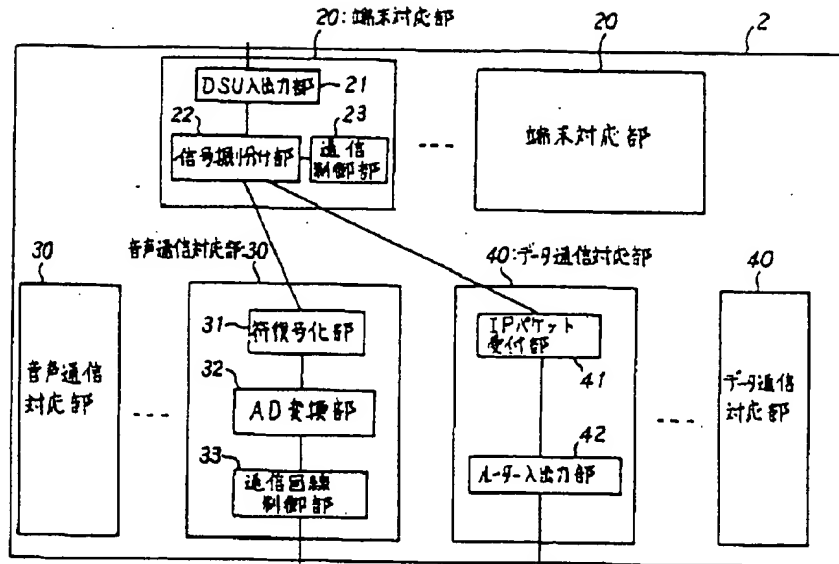 20:端末対応部
20
2
DSU入出力部
21
22
23
信号振り分け部
通信
制御部
端末対応部
30
音声通信対応部
30
40:データ通信対応部
40
31
符復号化部
IPパケット
受付部
41
32
音声通信
対応部
AD変換部
データ通信
対応部
33
42
通信回線
制御部
ルーター入出力部